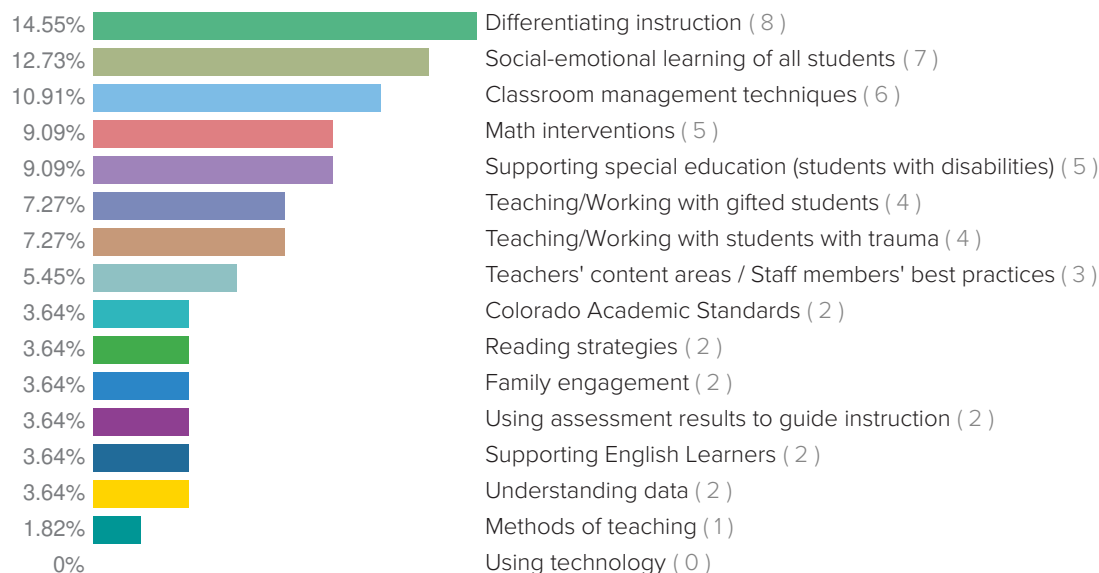 14.55% Differentiating instruction ( 8 )
12.73% Social-emotional learning of all students ( 7 )
10.91% Classroom management techniques ( 6 )
9.09% Math interventions ( 5 )
9.09% Supporting special education (students with disabilities) ( 5 )
7.27% Teaching/Working with gifted students ( 4 )
7.27% Teaching/Working with students with trauma ( 4 )
5.45% Teachers' content areas / Staff members' best practices ( 3 )
3.64% Colorado Academic Standards ( 2 )
3.64% Reading strategies ( 2 )
3.64% Family engagement ( 2 )
3.64% Using assessment results to guide instruction ( 2 )
3.64% Supporting English Learners ( 2 )
3.64% Understanding data ( 2 )
1.82% Methods of teaching ( 1 )
0% Using technology ( 0 )